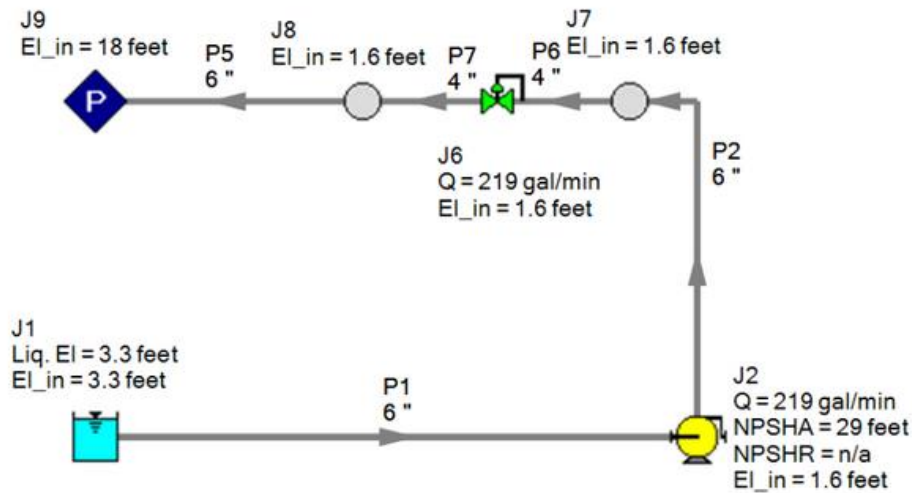 J9
El_in = 18 feet
P5
6 "
J8
El_in = 1.6 feet
P7
4 "
P6
4 "
J7
El_in = 1.6 feet
P
J6
Q = 219 gal/min
El_in = 1.6 feet
P2
6 "
J1
Liq. El = 3.3 feet
El_in = 3.3 feet
P1
6 "
J2
Q = 219 gal/min
NPSHA = 29 feet
NPSHR = n/a
El_in = 1.6 feet